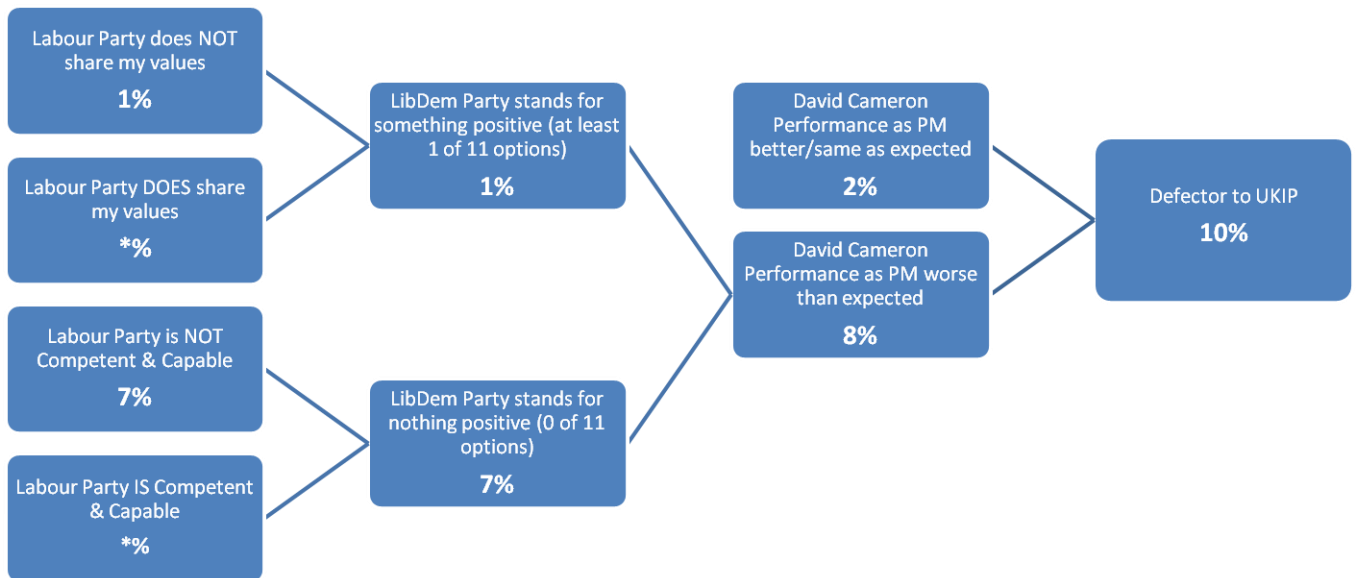 Labour Party does NOT
share my values
1%
Labour Party DOES share
my values
*%
Labour Party is NOT
Competent & Capable
7%
Labour Party IS Competent
& Capable
*%
LibDem Party stands for
something positive (at least
1 of 11 options)
1%
LibDem Party stands for
nothing positive (0 of 11
options)
7%
David Cameron
Performance as PM
better/same as expected
2%
David Cameron
Performance as PM worse
than expected
8%
Defector to UKIP
10%